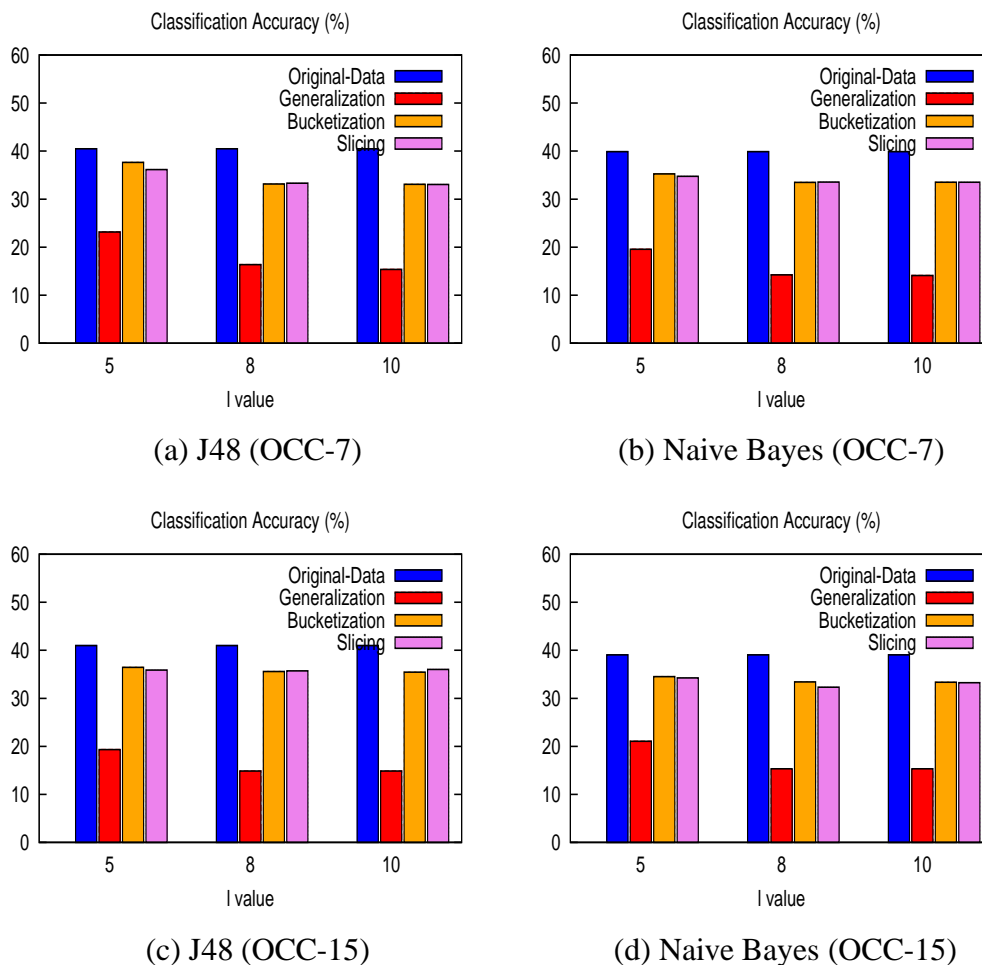 Classification Accuracy (%)
60
50
40
30
20
10
0
Original-Data
Generalization
Bucketization
Slicing
5 8 10
l value
(a) J48 (OCC-7)
Classification Accuracy (%)
60
50
40
30
20
10
0
Original-Data
Generalization
Bucketization
Slicing
5 8 10
l value
(b) Naive Bayes (OCC-7)
Classification Accuracy (%)
60
50
40
30
20
10
0
Original-Data
Generalization
Bucketization
Slicing
5 8 10
l value
(c) J48 (OCC-15)
Classification Accuracy (%)
60
50
40
30
20
10
0
Original-Data
Generalization
Bucketization
Slicing
5 8 10
l value
(d) Naive Bayes (OCC-15)